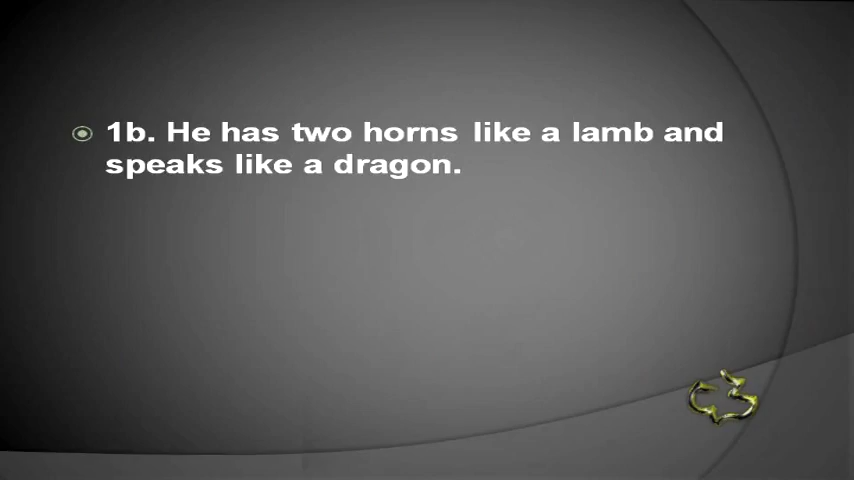 1b. He has two horns like a lamb and
speaks like a dragon.